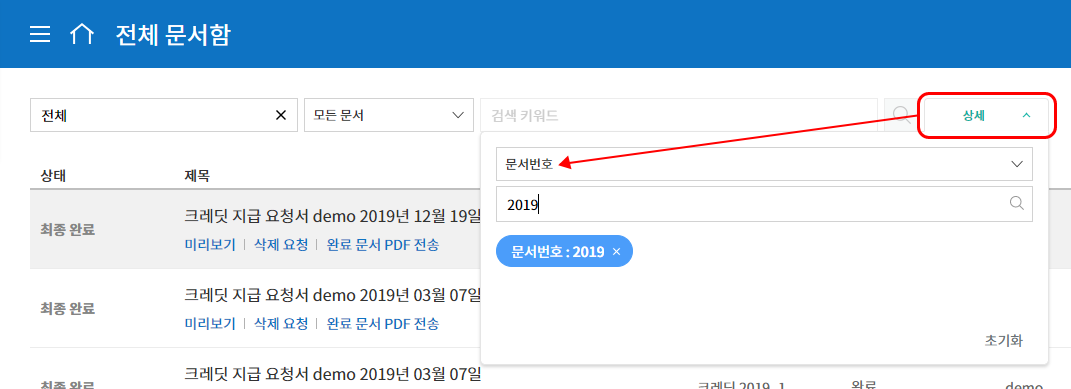 전체 문서함
전체
모든 문서
검색 키워드
상세
문서번호
2019
문서번호 : 2019 ×
초기화
상태 제목
최종 완료
크레딧 지급 요청서 demo 2019년 12월 19일
미리보기 | 삭제 요청 | 완료 문서 PDF 전송
최종 완료
크레딧 지급 요청서 demo 2019년 03월 07일
미리보기 | 삭제 요청 | 완료 문서 PDF 전송
최종 완료
크레딧 지급 요청서 demo 2019년 03월 07일
크레딧 2019_1 완료 demo